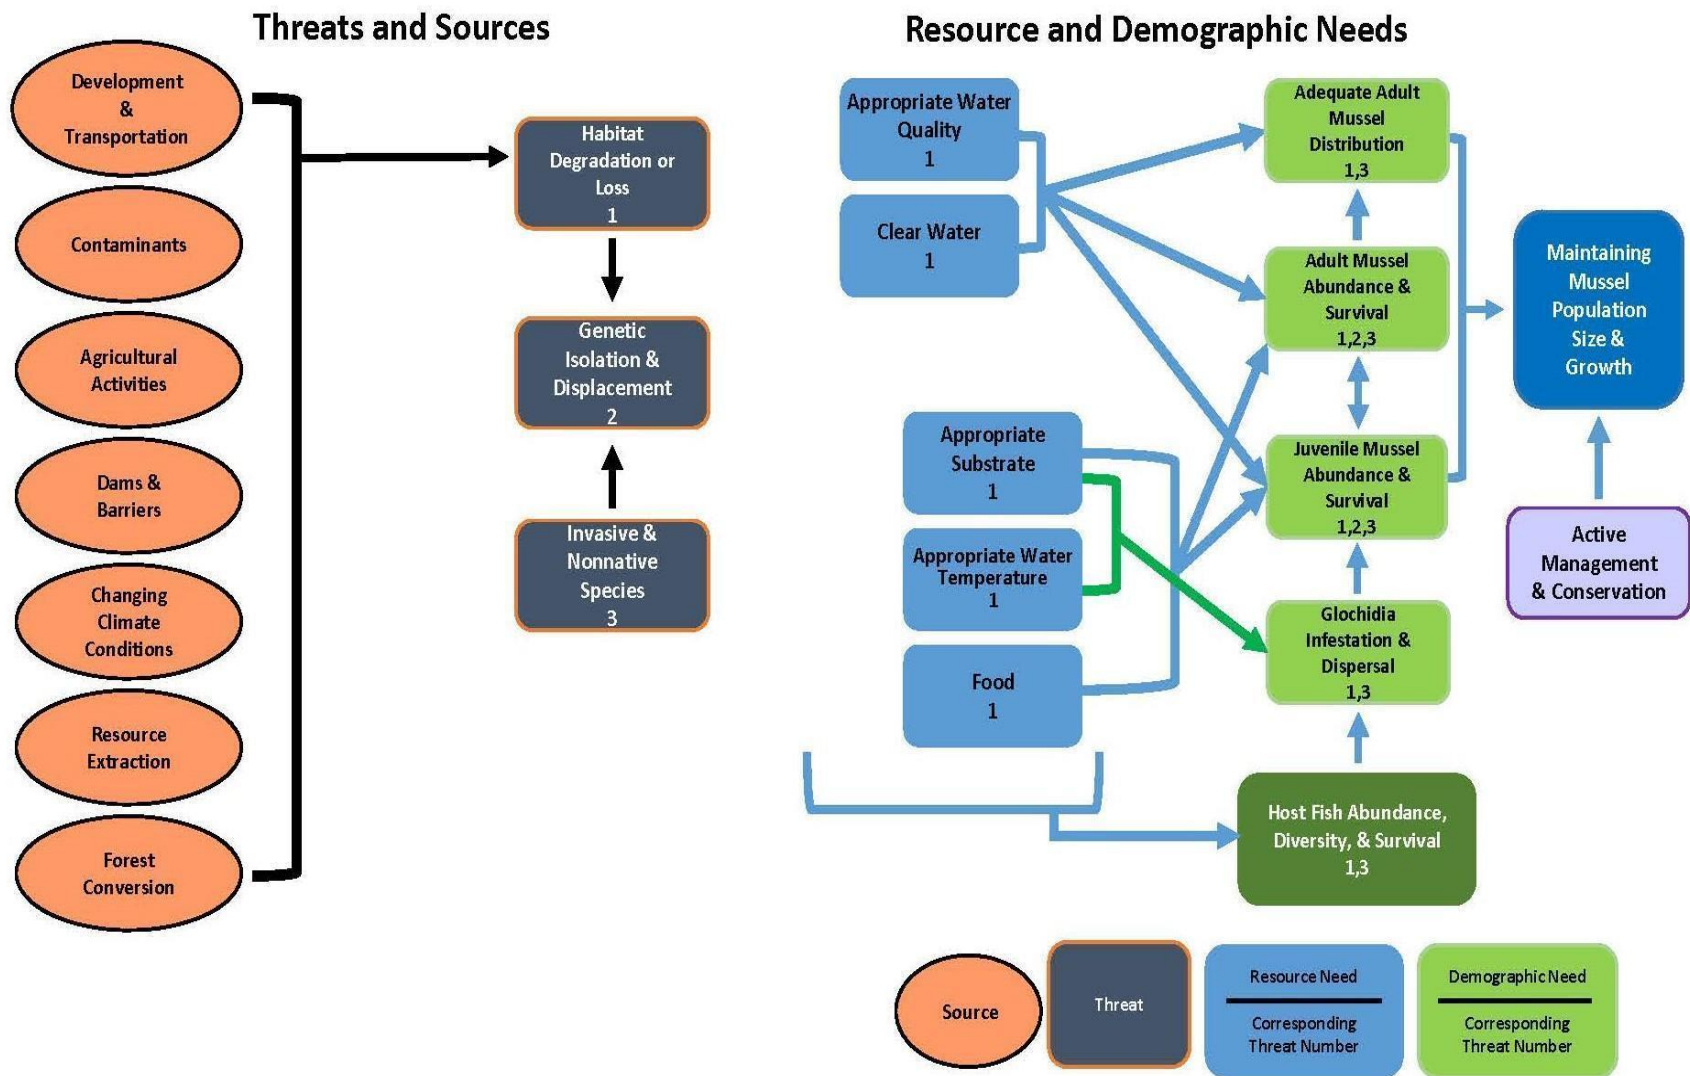 Threats and Sources
Development
&
Transportation
Contaminants
Agricultural
Activities
Dams &
Barriers
Changing
Climate
Conditions
Resource
Extraction
Forest
Conversion
Habitat
Degradation or
Loss
1
Genetic
Isolation &
Displacement
2
Invasive &
Nonnative
Species
3
Resource and Demographic Needs
Appropriate Water
Quality
1
Clear Water
1
Appropriate
Substrate
1
Appropriate Water
Temperature
1
Food
1
Adequate Adult
Mussel
Distribution
1,3
Adult Mussel
Abundance &
Survival
1,2,3
Juvenile Mussel
Abundance &
Survival
1,2,3
Glochidia
Infestation &
Dispersal
1,3
Host Fish Abundance,
Diversity, & Survival
1,3
Maintaining
Mussel
Population
Size &
Growth
Active
Management
& Conservation
Source
Threat
Resource Need
Corresponding
Threat Number
Demographic Need
Corresponding
Threat Number